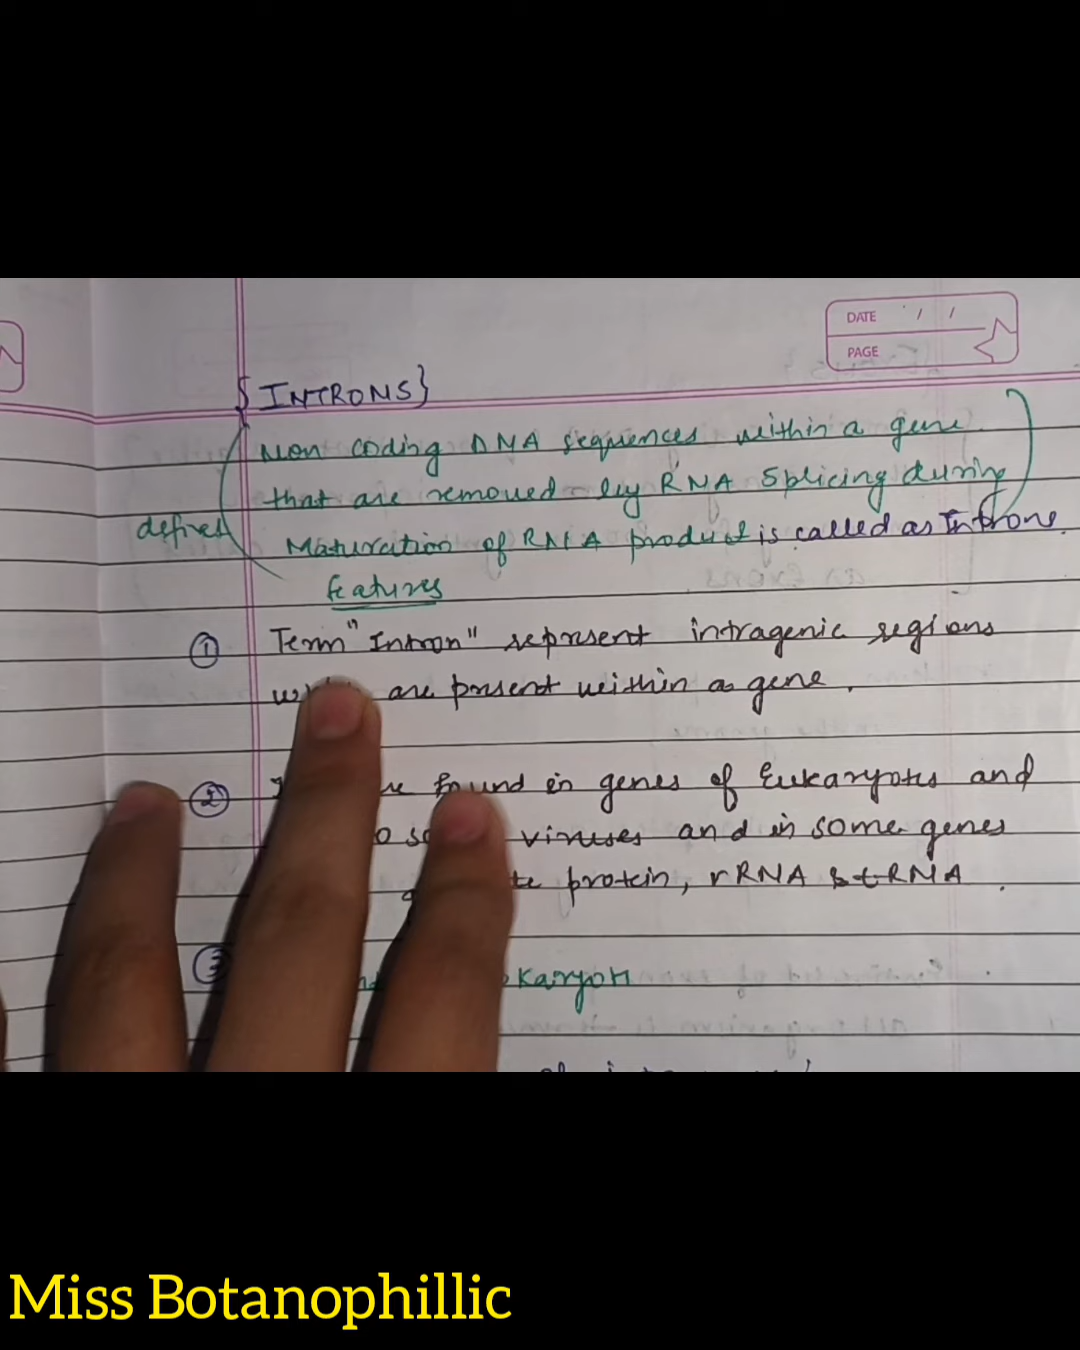 DATE / /
PAGE
{INTRONS}
Non coding DNA sequences within a gene
that are removed by RNA Splicing during
defines Maturation of RNA product is called as Introns.
features
① Term "Intron" represent intragenic regions
are present within a gene.
② found in genes of Eukaryotes and
viruses and in some genes
protein, rRNA & tRNA.
③
Miss Botanophillic